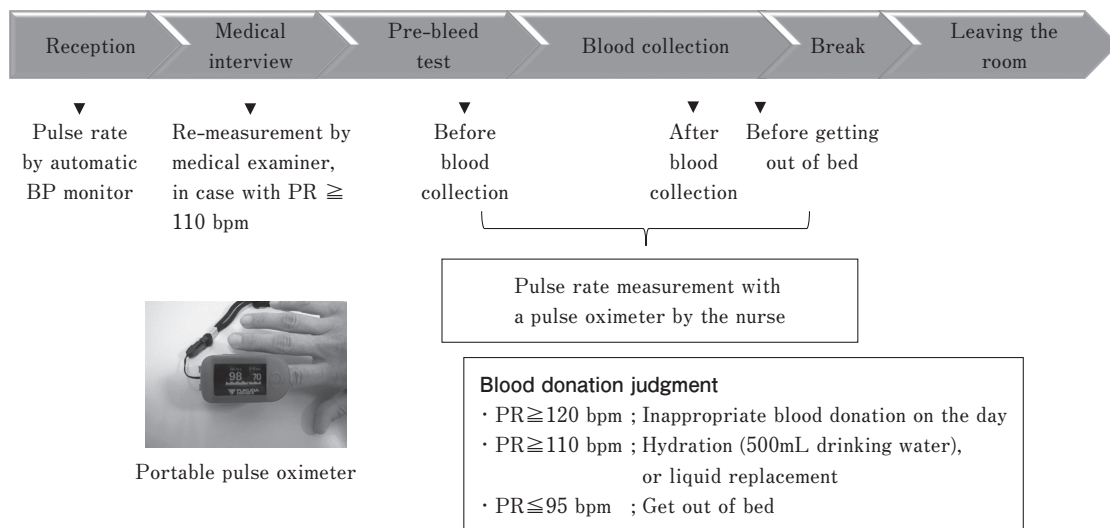 Reception
Medical
interview
Pre-bleed
test
Blood collection
Break
Leaving the
room
▼
Pulse rate
by automatic
BP monitor
▼
Re-measurement by
medical examiner,
in case with PR ≧
110 bpm
▼
Before
blood
collection
▼
After
blood
collection
▼
Before getting
out of bed
Pulse rate measurement with
a pulse oximeter by the nurse
98 70
Portable pulse oximeter
Blood donation judgment
・PR≧120 bpm ; Inappropriate blood donation on the day
・PR≧110 bpm ; Hydration (500mL drinking water),
or liquid replacement
・PR≦95 bpm ; Get out of bed